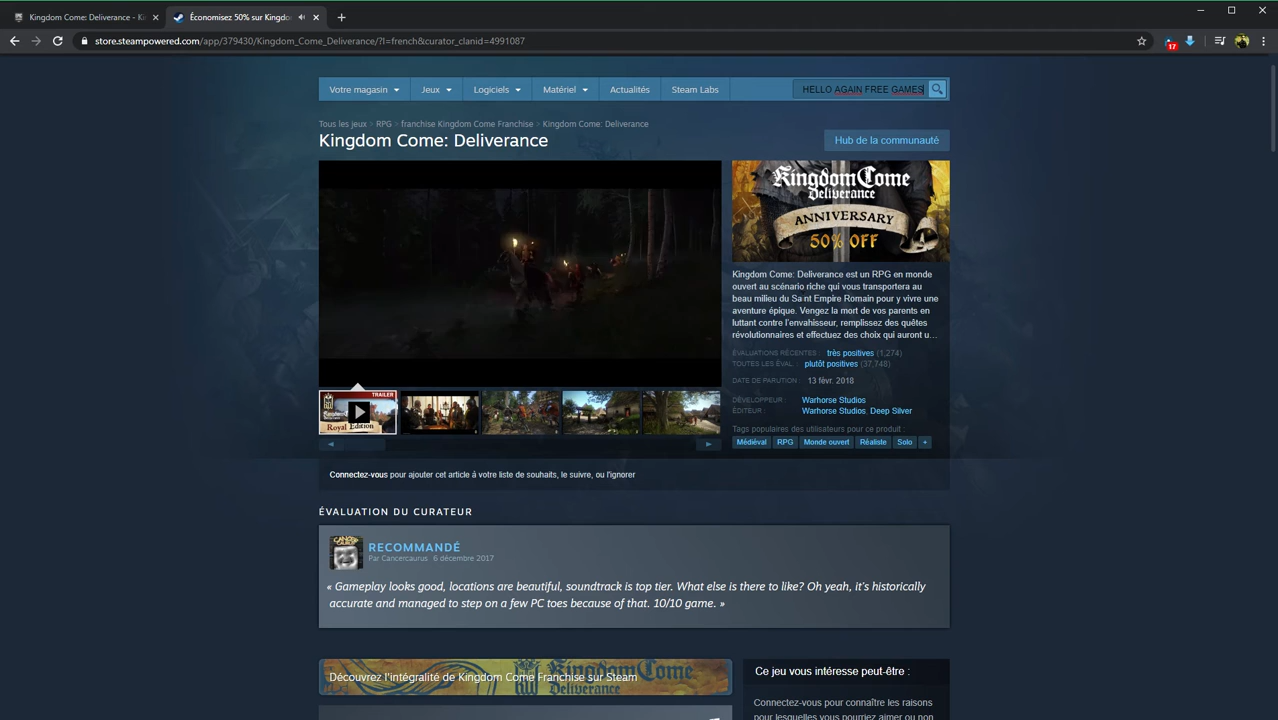 Kingdom Come: Deliverance - Ki
Économisez 50% sur Kingdo
store.steampowered.com/app/379430/Kingdom_Come_Deliverance/?l=french&curator_clanid=4991087
17
Votre magasin Jeux Logiciels Matériel Actualités Steam Labs
HELLO AGAIN FREE GAMES
Tous les jeux > RPG > franchise Kingdom Come Franchise > Kingdom Come: Deliverance
Kingdom Come: Deliverance
Hub de la communauté
Kingdom Come
Deliverance
ANNIVERSARY
50% OFF
Kingdom Come: Deliverance est un RPG en monde
ouvert au scénario riche qui vous transportera au
beau milieu du Saint Empire Romain pour y vivre une
aventure épique. Vengez la mort de vos parents en
luttant contre l'envahisseur, remplissez des quêtes
révolutionnaires et effectuez des choix qui auront u...
ÉVALUATIONS RÉCENTES : très positives (1,274)
TOUTES LES ÉVAL. : plutôt positives (37,748)
DATE DE PARUTION : 13 févr. 2018
DÉVELOPPEUR : Warhorse Studios
ÉDITEUR : Warhorse Studios, Deep Silver
Tags populaires des utilisateurs pour ce produit :
Médiéval RPG Monde ouvert Réaliste Solo +
TRAILER
Royal Edition
Connectez-vous pour ajouter cet article à votre liste de souhaits, le suivre, ou l'ignorer
ÉVALUATION DU CURATEUR
RECOMMANDÉ
Par Cancercaurus 6 décembre 2017
« Gameplay looks good, locations are beautiful, soundtrack is top tier. What else is there to like? Oh yeah, it's historically
accurate and managed to step on a few PC toes because of that. 10/10 game. »
Découvrez l'intégralité de Kingdom Come Franchise sur Steam
Kingdom Come
Deliverance
Ce jeu vous intéresse peut-être :
Connectez-vous pour connaître les raisons
pour lesquelles vous pourriez aimer ou non